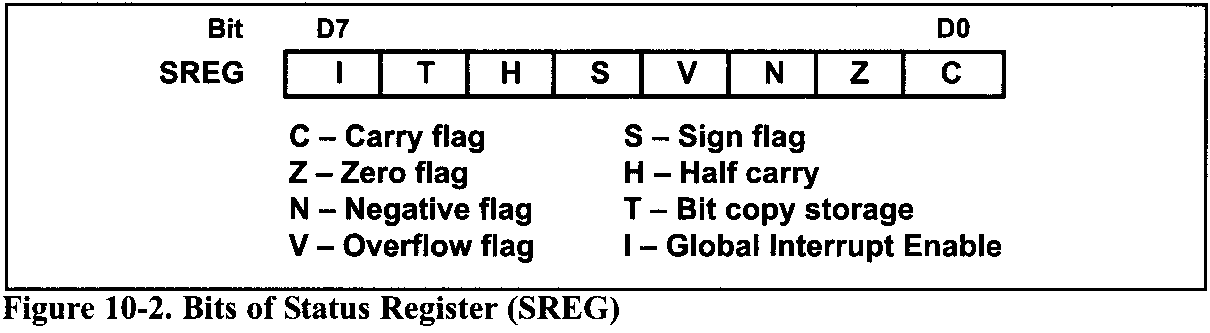 Bit D7 D0
SREG I T H S V N Z C
C – Carry flag S – Sign flag
Z – Zero flag H – Half carry
N – Negative flag T – Bit copy storage
V – Overflow flag I – Global Interrupt Enable
Figure 10-2. Bits of Status Register (SREG)